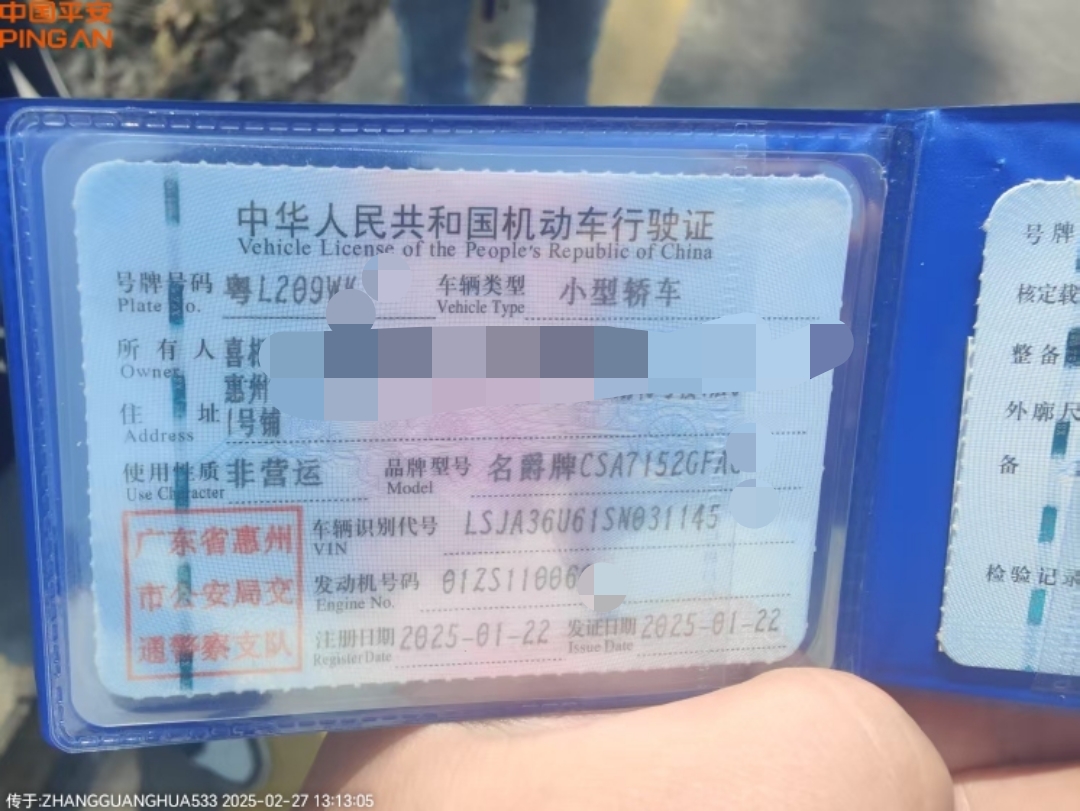 中国平安
PING AN
中华人民共和国机动车行驶证
Vehicle License of the People's Republic of China
号牌号码 粤L209WK 车辆类型 小型轿车
Plate No. Vehicle Type
所有人 喜相
Owner
惠州
住址 1号铺
Address
使用性质 非营运 品牌型号 名爵牌CSA7152GFA
Use Character Model
广东省惠州
市公安局交
通警察支队
车辆识别代号 LSJA36U61SN031145
VIN
发动机号码 01ZS11006
Engine No.
注册日期 2025-01-22 发证日期 2025-01-22
Register Date Issue Date
号牌
核定载
整备
外廓尺
备
检验记录
传于:ZHANGGUANGHUA533 2025-02-27 13:13:05